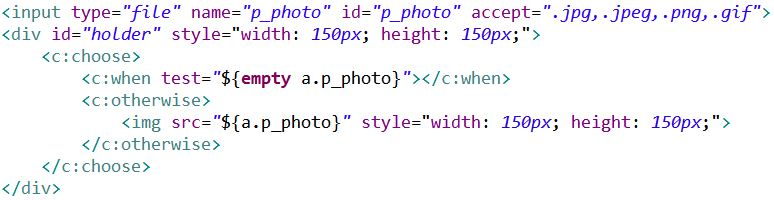 <input type="file" name="p_photo" id="p_photo" accept=".jpg,.jpeg,.png,.gif">
<div id="holder" style="width: 150px; height: 150px;">
    <c:choose>
        <c:when test="${empty a.p_photo}"></c:when>
        <c:otherwise>
            <img src="${a.p_photo}" style="width: 150px; height: 150px;">
        </c:otherwise>
    </c:choose>
</div>